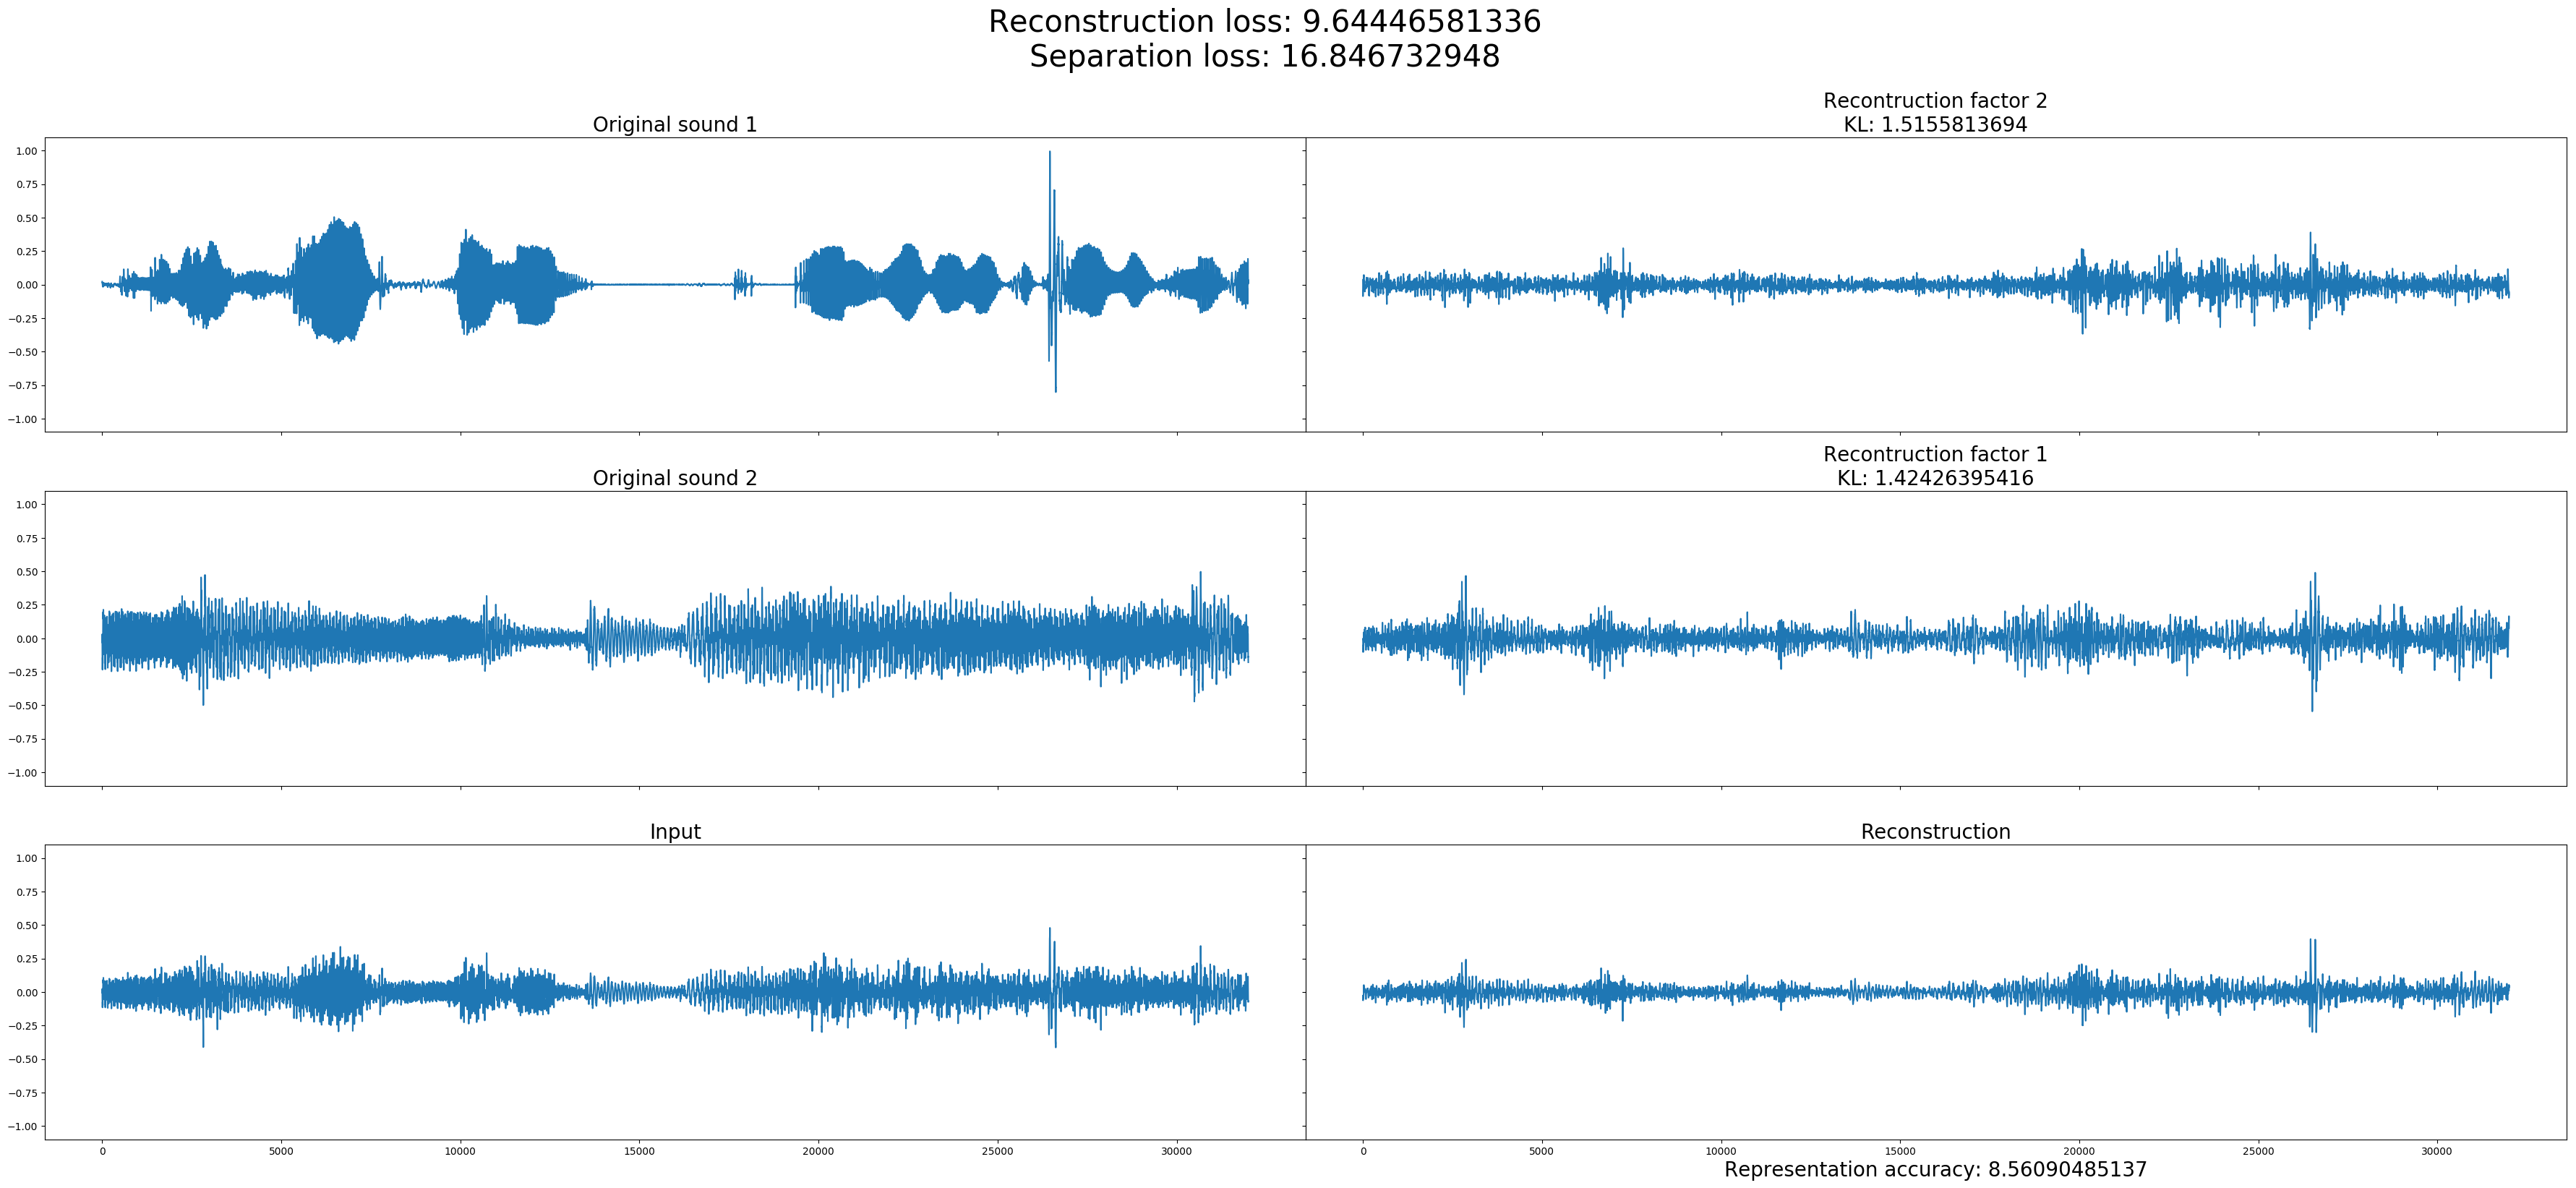 Reconstruction loss: 9.64446581336
Separation loss: 16.846732948
Original sound 1
Recontruction factor 2
KL: 1.5155813694
1.00
0.75
0.50
0.25
0.00
−0.25
−0.50
−0.75
−1.00
Original sound 2
Recontruction factor 1
KL: 1.42426395416
1.00
0.75
0.50
0.25
0.00
−0.25
−0.50
−0.75
−1.00
Input
Reconstruction
1.00
0.75
0.50
0.25
0.00
−0.25
−0.50
−0.75
−1.00
0 5000 10000 15000 20000 25000 30000
0 5000 10000 15000 20000 25000 30000
Representation accuracy: 8.56090485137